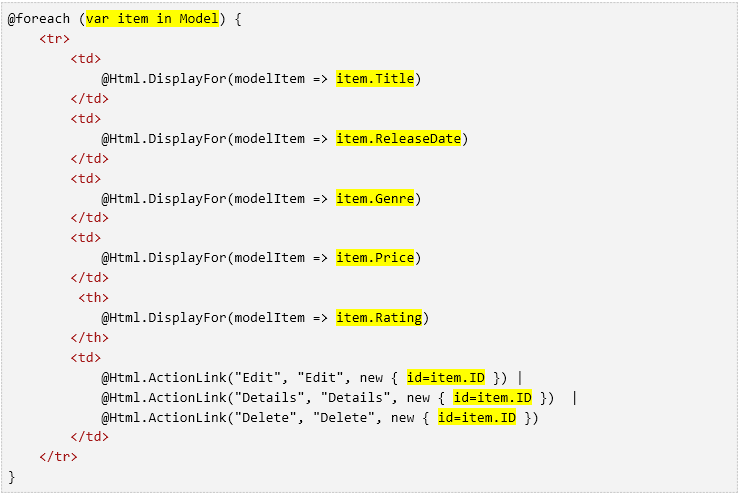 @foreach (var item in Model) {
    <tr>
        <td>
            @Html.DisplayFor(modelItem => item.Title)
        </td>
        <td>
            @Html.DisplayFor(modelItem => item.ReleaseDate)
        </td>
        <td>
            @Html.DisplayFor(modelItem => item.Genre)
        </td>
        <td>
            @Html.DisplayFor(modelItem => item.Price)
        </td>
         <th>
            @Html.DisplayFor(modelItem => item.Rating)
        </th>
        <td>
            @Html.ActionLink("Edit", "Edit", new { id=item.ID }) |
            @Html.ActionLink("Details", "Details", new { id=item.ID })  |
            @Html.ActionLink("Delete", "Delete", new { id=item.ID })
        </td>
    </tr>
}